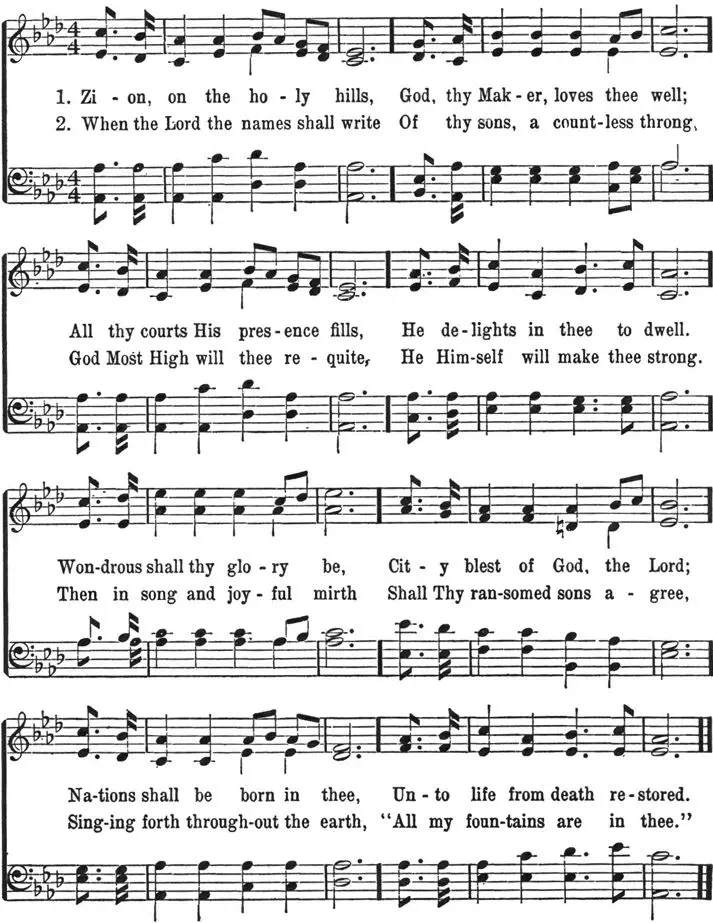 4 4
1. Zi - on, on the ho - ly hills, God, thy Mak - er, loves thee well;
2. When the Lord the names shall write Of thy sons, a count-less throng,
4 4
All thy courts His pres - ence fills, He de - lights in thee to dwell.
God Most High will thee re - quite, He Him-self will make thee strong.
Won-drous shall thy glo - ry be, Cit - y blest of God, the Lord;
Then in song and joy - ful mirth Shall Thy ran-somed sons a - gree,
Na-tions shall be born in thee, Un - to life from death re-stored.
Sing-ing forth through-out the earth, “All my foun-tains are in thee.”